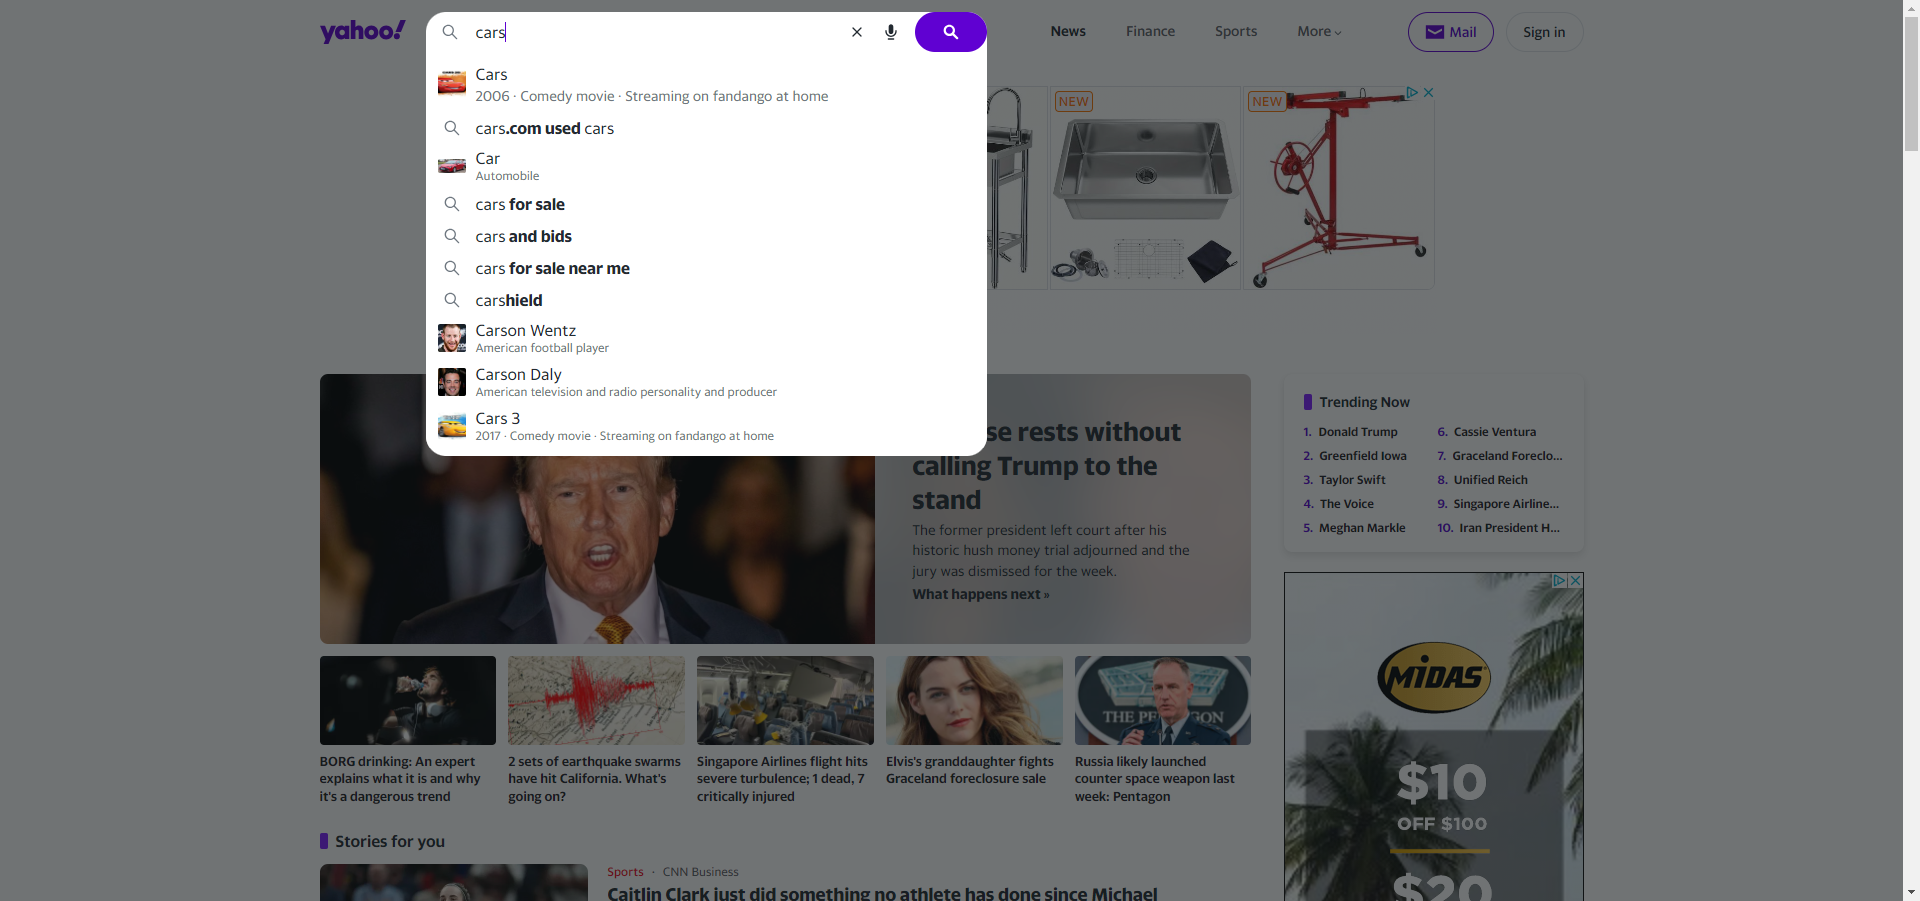 yahoo!
cars
News
Finance
Sports
More
Mail
Sign in
Cars
2006 · Comedy movie · Streaming on fandango at home
cars.com used cars
Car
Automobile
cars for sale
cars and bids
cars for sale near me
carshield
Carson Wentz
American football player
Carson Daly
American television and radio personality and producer
Cars 3
2017 · Comedy movie · Streaming on fandango at home
NEW
NEW
se rests without
calling Trump to the
stand
The former president left court after his
historic hush money trial adjourned and the
jury was dismissed for the week.
What happens next »
Trending Now
1. Donald Trump
2. Greenfield Iowa
3. Taylor Swift
4. The Voice
5. Meghan Markle
6. Cassie Ventura
7. Graceland Foreclo...
8. Unified Reich
9. Singapore Airline...
10. Iran President H...
THE PENTAGON
BORG drinking: An expert
explains what it is and why
it's a dangerous trend
2 sets of earthquake swarms
have hit California. What's
going on?
Singapore Airlines flight hits
severe turbulence; 1 dead, 7
critically injured
Elvis's granddaughter fights
Graceland foreclosure sale
Russia likely launched
counter space weapon last
week: Pentagon
MIDAS
$10
OFF $100
$20
Stories for you
Sports · CNN Business
Caitlin Clark just did something no athlete has done since Michael